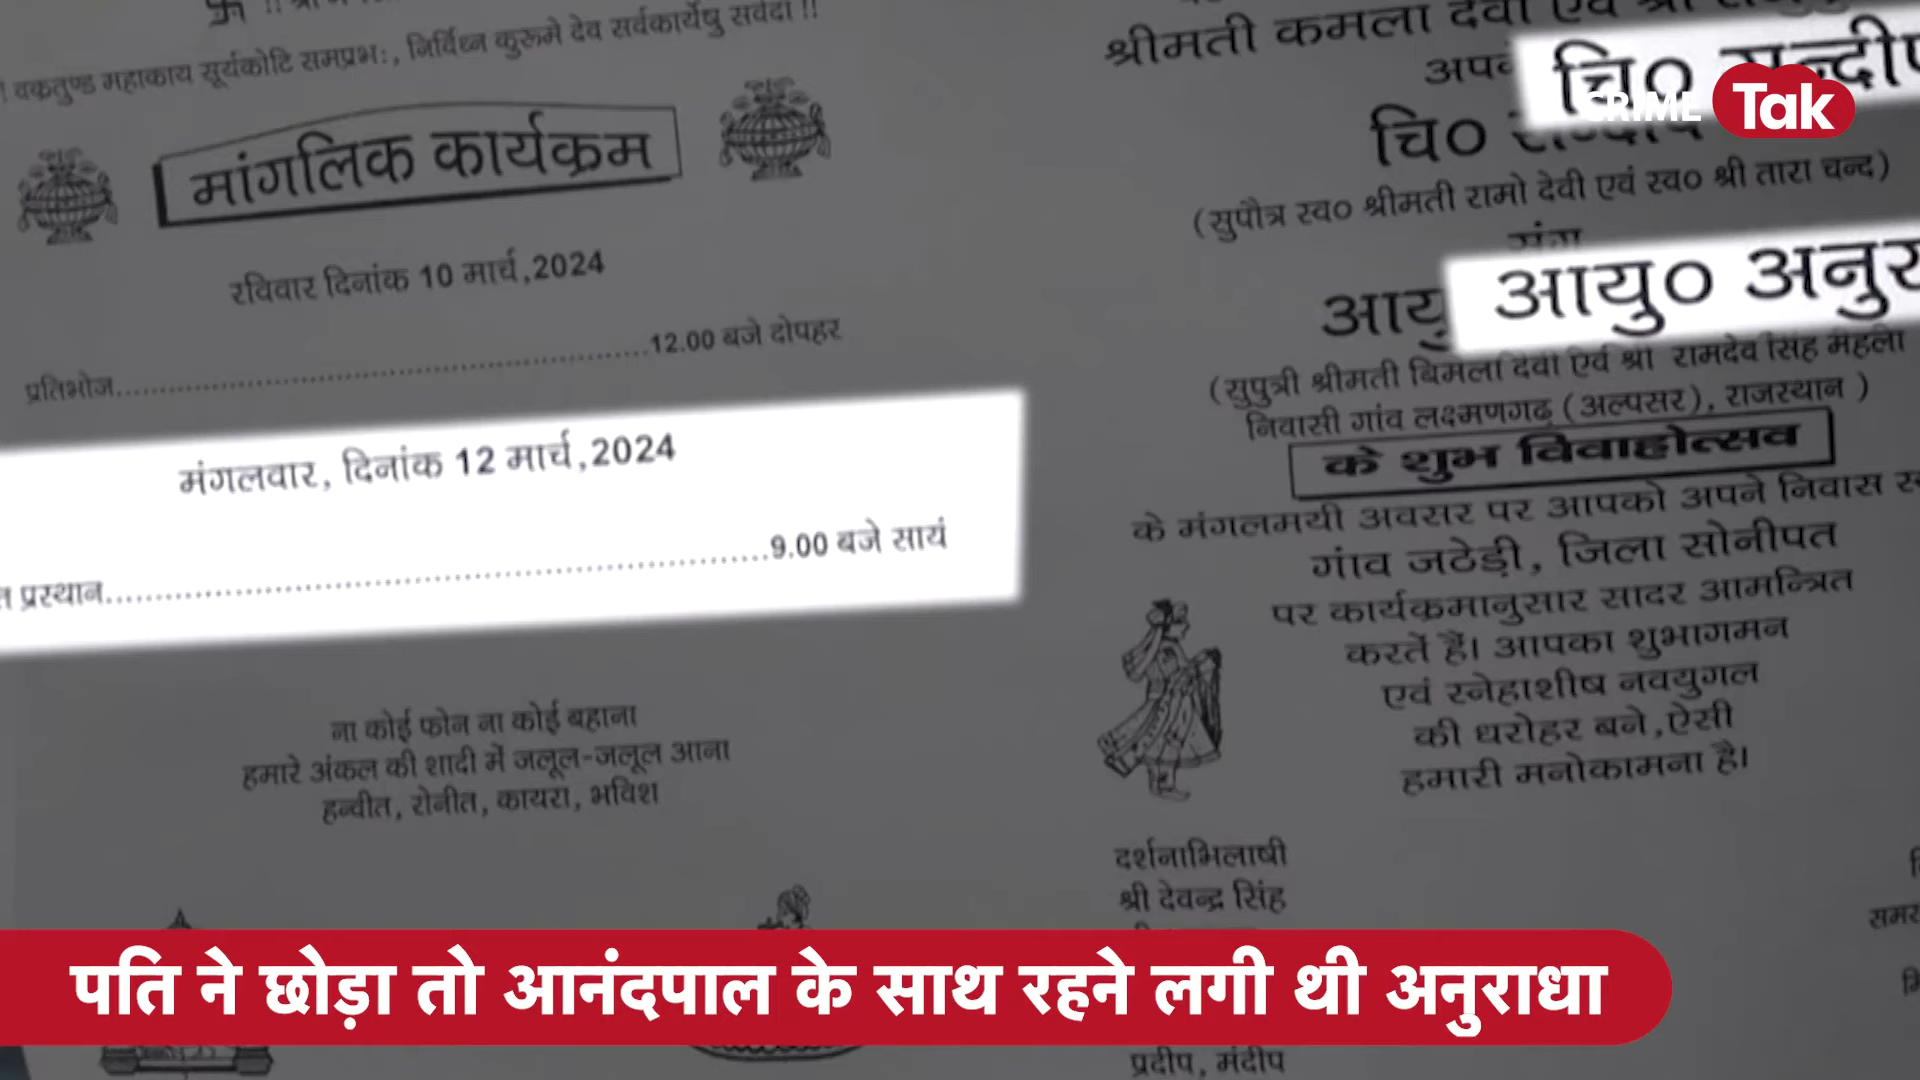 !! वक्रतुण्ड महाकाय सूर्यकोटि समप्रभः, निर्विध्न कुरूमे देव सर्वकार्येषु सर्वदा !!
मांगलिक कार्यक्रम
रविवार दिनांक 10 मार्च,2024
प्रतिभोज...12.00 बजे दोपहर
मंगलवार, दिनांक 12 मार्च,2024
प्रस्थान...9.00 बजे सायं
ना कोई फोन ना कोई बहाना
हमारे अंकल की शादी में जलूल-जलूल आना
हन्वीत, रोनीत, कायरा, भविश
श्रीमती कमला देवी एवं श्री
चि०
चि०
(सुपौत्र स्व० श्रीमती रामो देवी एवं स्व० श्री तारा चन्द)
संग
आयु० अनुर
आयु
(सुपुत्री श्रीमती बिमला देवी एवं श्री रामदेव सिंह महला
निवासी गांव लक्ष्मणगढ़ (अल्पसर), राजस्थान )
के शुभ विवाहोत्सव
के मंगलमयी अवसर पर आपको अपने निवास
गांव जठेड़ी, जिला सोनीपत
पर कार्यक्रमानुसार सादर आमन्त्रित
करतें हैं। आपका शुभागमन
एवं स्नेहाशीष नवयुगल
की धरोहर बने,ऐसी
हमारी मनोकामना है।
दर्शनाभिलाषी
श्री देवन्द्र सिंह
प्रदीप, मंदीप
CRIME Tak
पति ने छोड़ा तो आनंदपाल के साथ रहने लगी थी अनुराधा